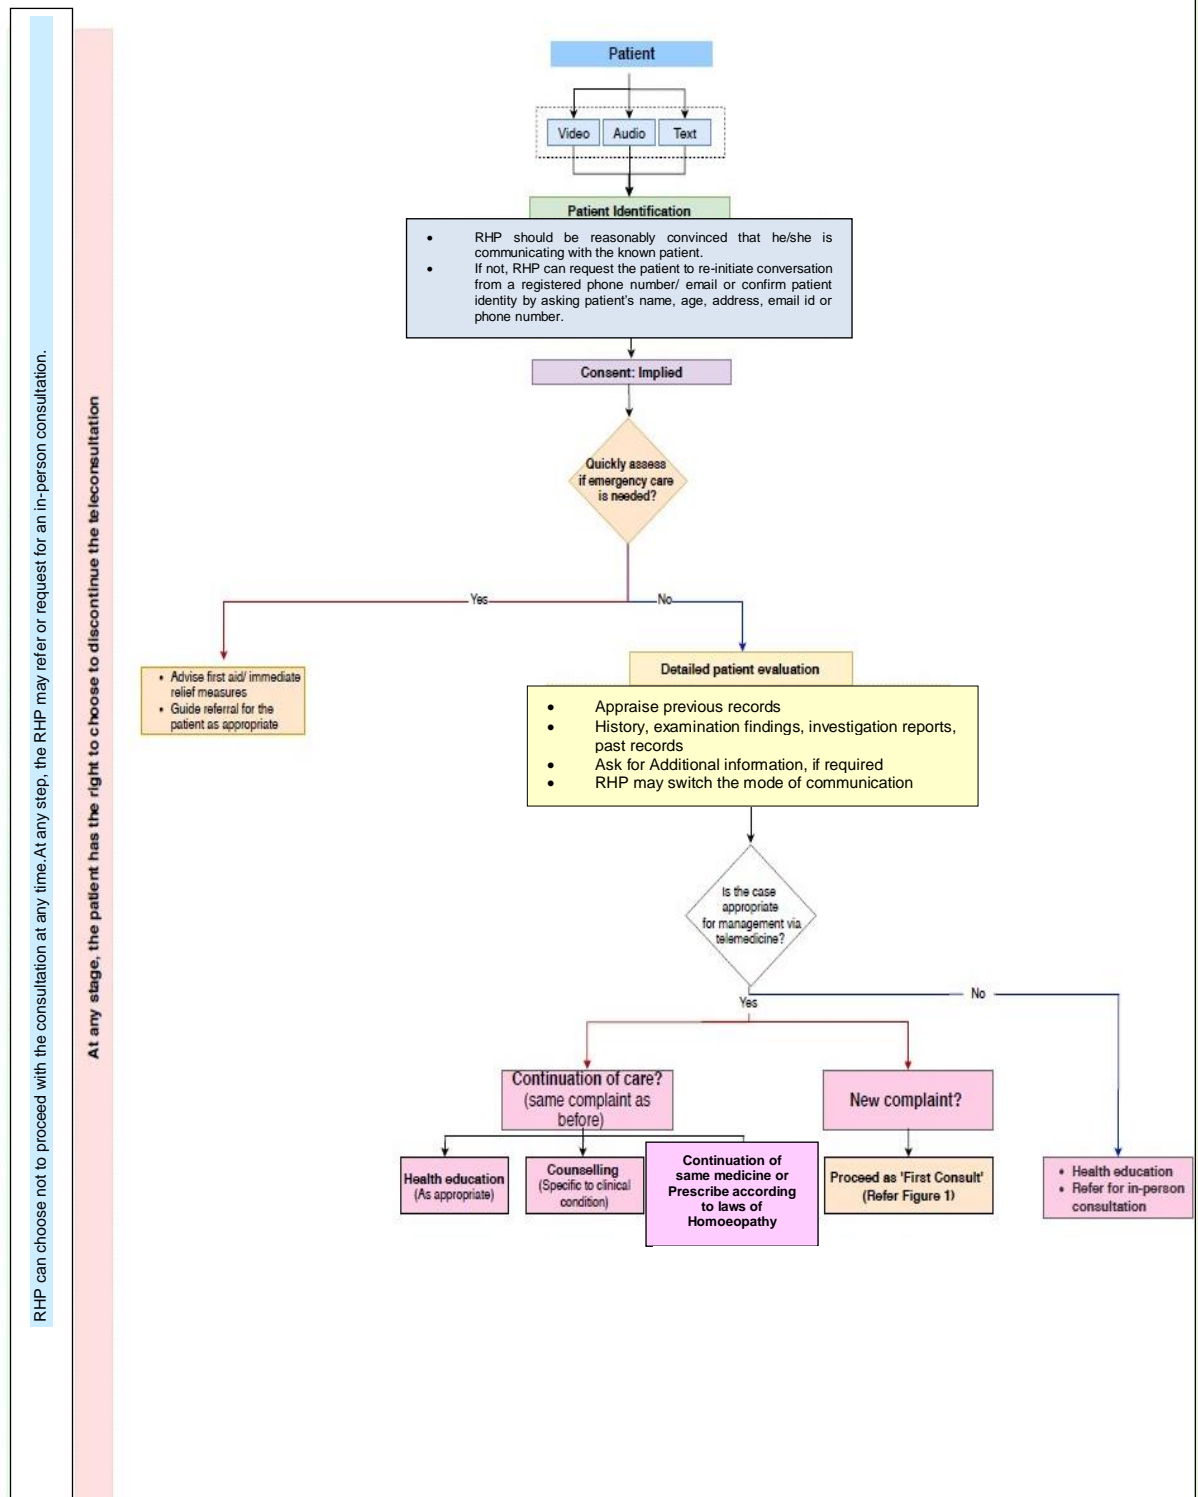 RHP can choose not to proceed with the consultation at any time.At any step, the RHP may refer or request for an in-person consultation.
At any stage, the patient has the right to choose to discontinue the teleconsultation
Patient
Video
Audio
Text
Patient Identification
• RHP should be reasonably convinced that he/she is
communicating with the known patient.
• If not, RHP can request the patient to re-initiate conversation
from a registered phone number/ email or confirm patient
identity by asking patient's name, age, address, email id or
phone number.
Consent: Implied
Quickly assess
if emergency care
is needed?
Yes
No
• Advise first aid/ immediate
relief measures
• Guide referral for the
patient as appropriate
Detailed patient evaluation
• Appraise previous records
• History, examination findings, investigation reports,
past records
• Ask for Additional information, if required
• RHP may switch the mode of communication
Is the case
appropriate
for management via
telemedicine?
Yes
No
Continuation of care?
(same complaint as
before)
New complaint?
Health education
(As appropriate)
Counselling
(Specific to clinical
condition)
Continuation of
same medicine or
Prescribe according
to laws of
Homoeopathy
Proceed as 'First Consult'
(Refer Figure 1)
• Health education
• Refer for in-person
consultation